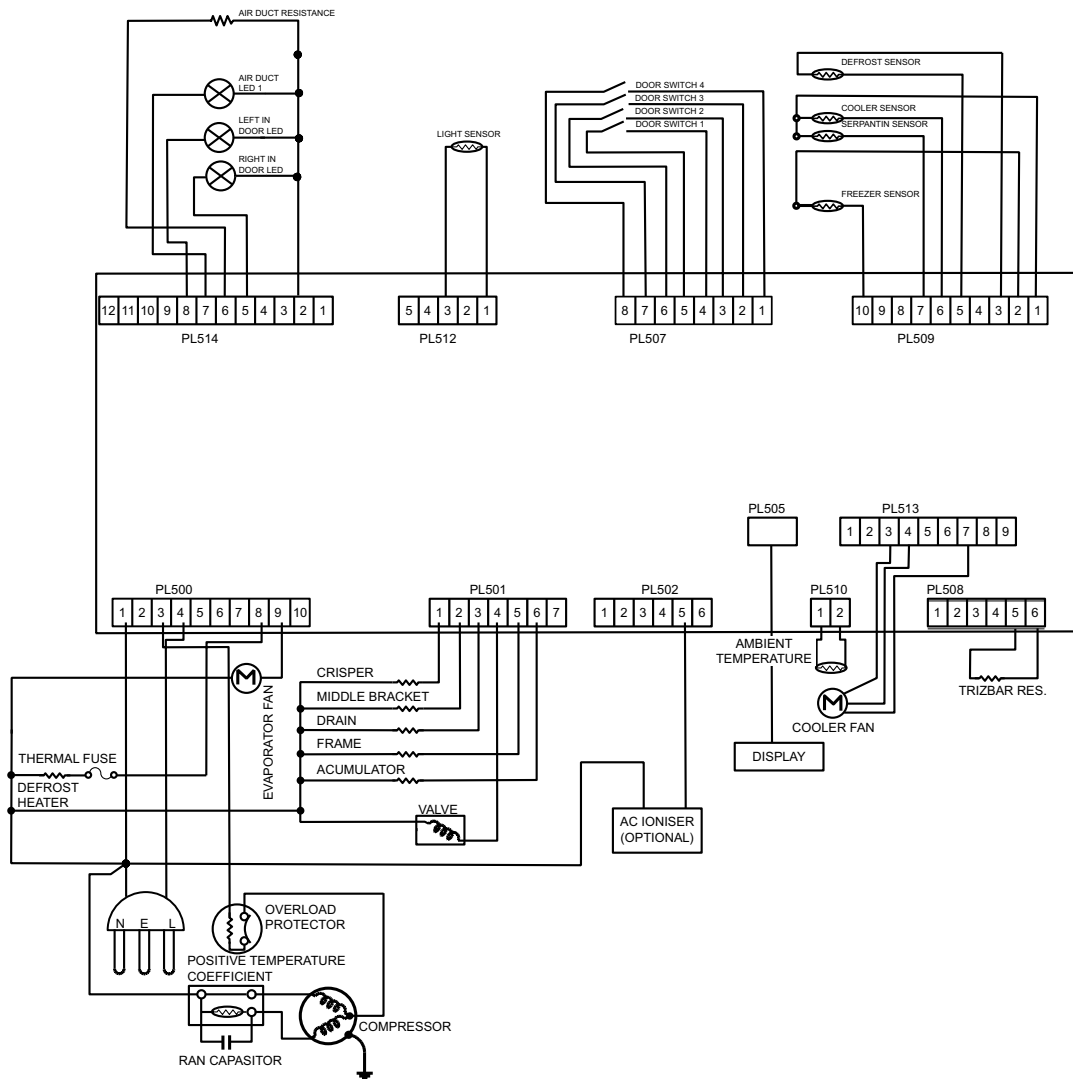 AIR DUCT RESISTANCE
AIR DUCT
LED 1
LEFT IN
DOOR LED
RIGHT IN
DOOR LED
LIGHT SENSOR
DOOR SWITCH 4
DOOR SWITCH 3
DOOR SWITCH 2
DOOR SWITCH 1
DEFROST SENSOR
COOLER SENSOR
SERPANTIN SENSOR
FREEZER SENSOR
12 11 10 9 8 7 6 5 4 3 2 1
PL514
5 4 3 2 1
PL512
8 7 6 5 4 3 2 1
PL507
10 9 8 7 6 5 4 3 2 1
PL509
PL505
PL513
1 2 3 4 5 6 7 8 9
PL500
1 2 3 4 5 6 7 8 9 10
PL501
1 2 3 4 5 6 7
PL502
1 2 3 4 5 6
PL510
1 2
PL508
1 2 3 4 5 6
AMBIENT
TEMPERATURE
TRIZBAR RES.
M
COOLER FAN
DISPLAY
M
EVAPORATOR FAN
CRISPER
MIDDLE BRACKET
DRAIN
FRAME
ACUMULATOR
VALVE
THERMAL FUSE
DEFROST
HEATER
AC IONISER
(OPTIONAL)
N E L
OVERLOAD
PROTECTOR
POSITIVE TEMPERATURE
COEFFICIENT
COMPRESSOR
RAN CAPASITOR